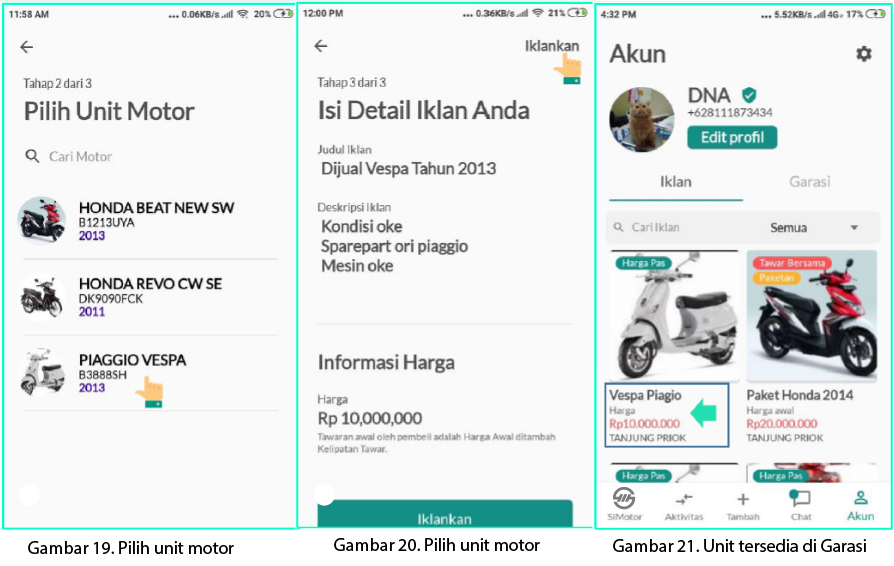 11:58 AM
... 0.06KB/s 20%
←
Tahap 2 dari 3
Pilih Unit Motor
Cari Motor
HONDA BEAT NEW SW
B1213UYA
2013
HONDA REVO CW SE
DK9090FCK
2011
PIAGGIO VESPA
B3888SH
2013
Gambar 19. Pilih unit motor
12:00 PM
... 0.36KB/s 21%
←
Iklankan
Tahap 3 dari 3
Isi Detail Iklan Anda
Judul Iklan
Dijual Vespa Tahun 2013
Deskripsi Iklan
Kondisi oke
Sparepart ori piaggio
Mesin oke
Informasi Harga
Harga
Rp 10,000,000
Tawaran awal oleh pembeli adalah Harga Awal ditambah
Kelipatan Tawar.
Iklankan
Gambar 20. Pilih unit motor
4:32 PM
... 5.52KB/s 4G 17%
Akun
DNA
+628111873434
Edit profil
Iklan
Garasi
Cari Iklan
Semua
Harga Pas
Vespa Piagio
Harga
Rp10.000.000
TANJUNG PRIOK
Tawar Bersama
Paketan
Paket Honda 2014
Harga awal
Rp20.000.000
TANJUNG PRIOK
Harga Pas
Harga Pas
SiMotor
Aktivitas
Tambah
Chat
Akun
Gambar 21. Unit tersedia di Garasi